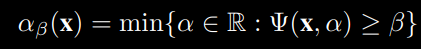 α_β(𝐱) = min{α ∈ ℝ : Ψ(𝐱, α) ≥ β}